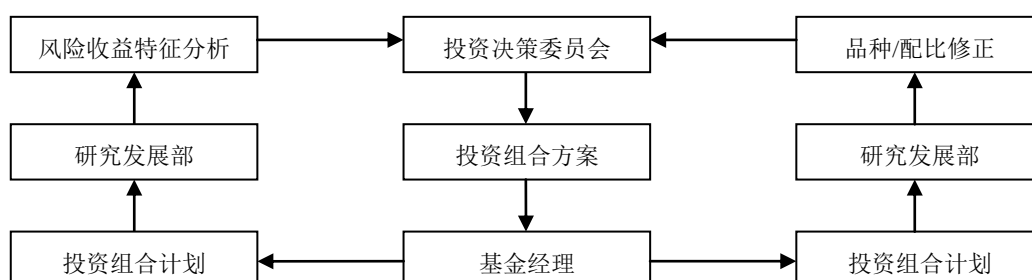 风险收益特征分析
投资决策委员会
品种/配比修正
研究发展部
投资组合方案
研究发展部
投资组合计划
基金经理
投资组合计划